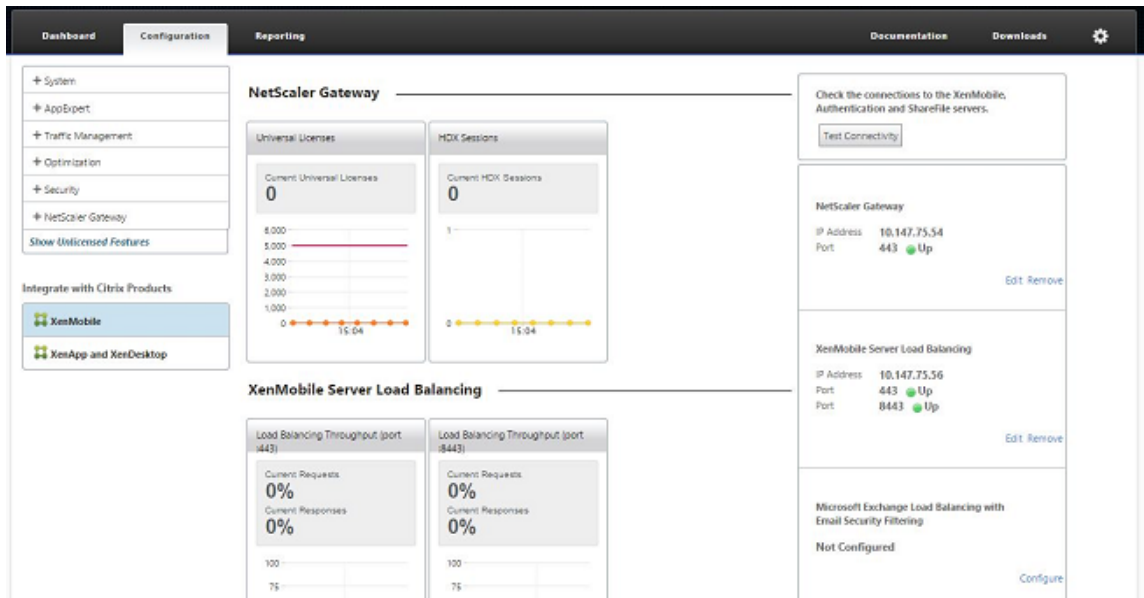 Dashboard
Configuration
Reporting
Documentation
Downloads
+ System
+ AppExpert
+ Traffic Management
+ Optimization
+ Security
+ NetScaler Gateway
Show Unlicensed Features
Integrate with Citrix Products
XenMobile
XenApp and XenDesktop
NetScaler Gateway
Universal Licenses
Current Universal Licenses
0
6,000
5,000
4,000
3,000
2,000
1,000
0
15:04
HDX Sessions
Current HDX Sessions
0
1
0
15:04
XenMobile Server Load Balancing
Load Balancing Throughput (port
:443)
Current Requests
0%
Current Responses
0%
100
75
Load Balancing Throughput (port
:8443)
Current Requests
0%
Current Responses
0%
100
75
Check the connections to the XenMobile,
Authentication and ShareFile servers.
Test Connectivity
NetScaler Gateway
IP Address 10.147.75.54
Port 443 Up
Edit Remove
XenMobile Server Load Balancing
IP Address 10.147.75.56
Port 443 Up
Port 8443 Up
Edit Remove
Microsoft Exchange Load Balancing with
Email Security Filtering
Not Configured
Configure